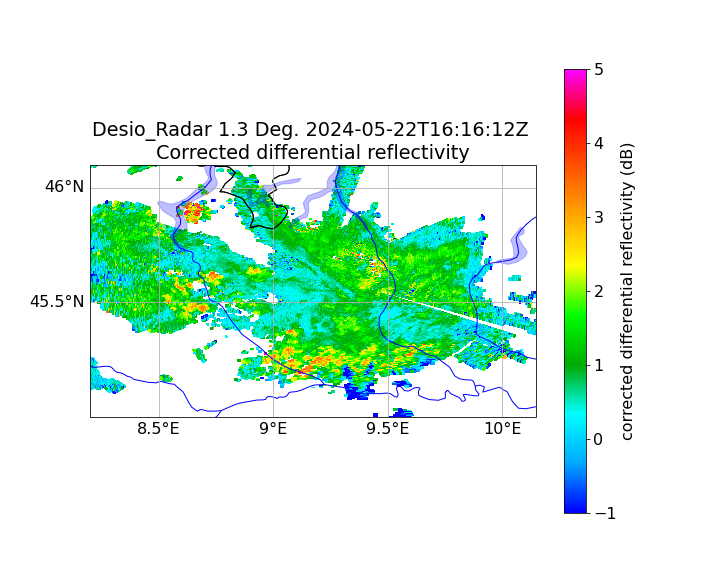 Desio_Radar 1.3 Deg. 2024-05-22T16:16:12Z
Corrected differential reflectivity
46°N
45.5°N
8.5°E
9°E
9.5°E
10°E
5
4
3
2
1
0
−1
corrected differential reflectivity (dB)